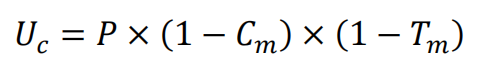 U_c = P × (1 − C_m) × (1 − T_m)